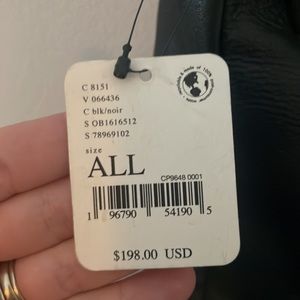 C 8151
V 066436
C blk/noir
S OB1616512
S 78969102
size
ALL
CP9648 0001
1 96790 54190 5
$198.00 USD